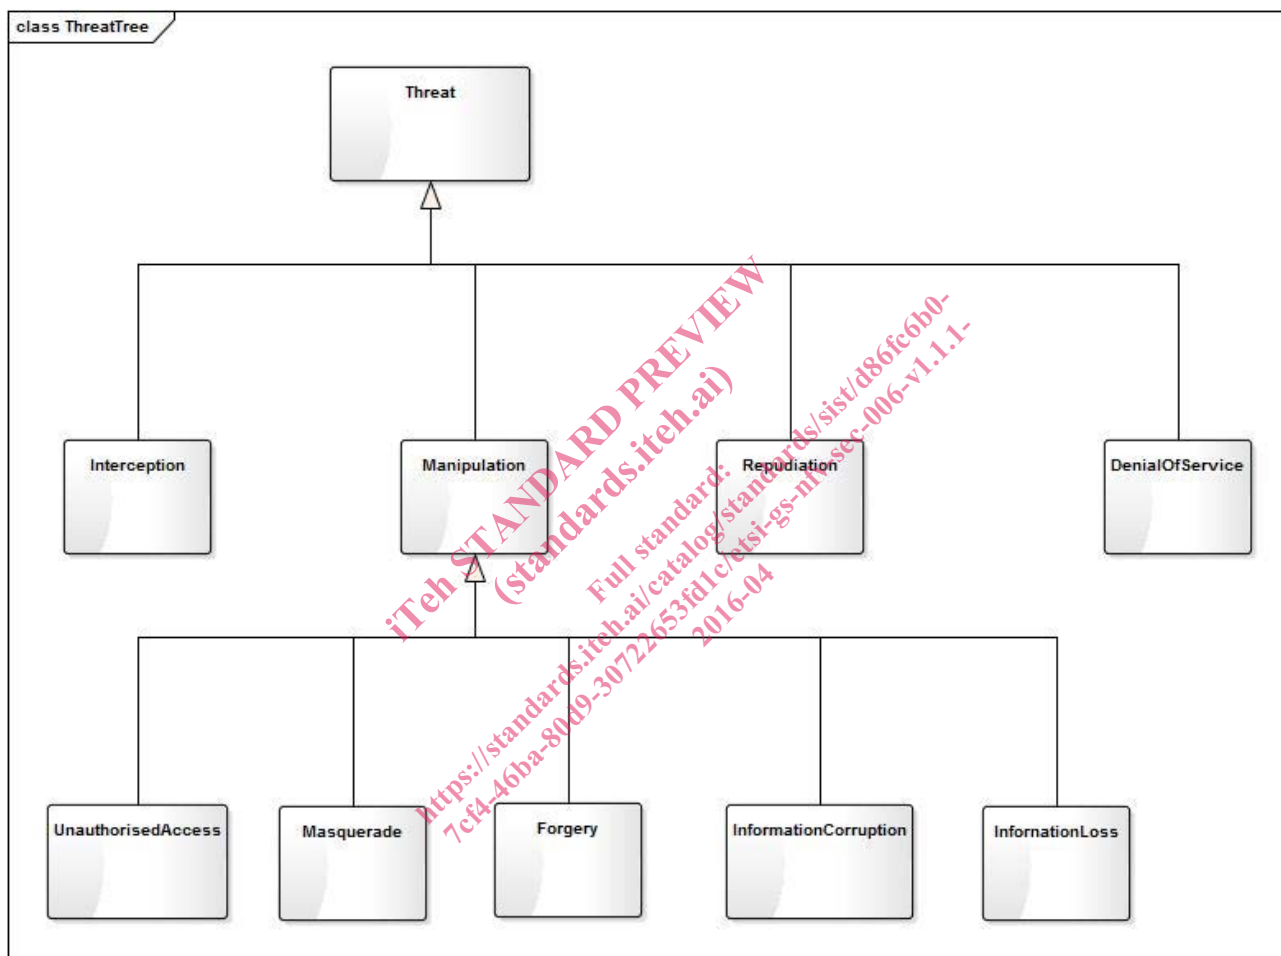 class ThreatTree
Threat
Interception
Manipulation
Repudiation
DenialOfService
UnauthorisedAccess
Masquerade
Forgery
InformationCorruption
InfornationLoss
iTeh STANDARD PREVIEW
(standards.iteh.ai)
Full standard:
https://standards.iteh.ai/catalog/standards/sist/d86fc6b0-
7cf4-46ba-80d9-30722653fd1c/etsi-gs-nfv-sec-006-v1.1.1-
2016-04